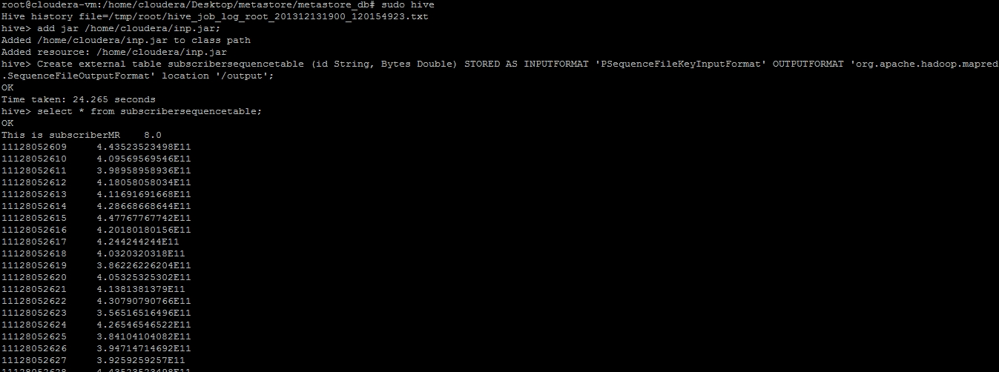 root@cloudera-vm:/home/cloudera/Desktop/metastore/metastore_db# sudo hive
Hive history file=/tmp/root/hive_job_log_root_201312131900_120154923.txt
hive> add jar /home/cloudera/inp.jar;
Added /home/cloudera/inp.jar to class path
Added resource: /home/cloudera/inp.jar
hive> Create external table subscribersequencetable (id String, Bytes Double) STORED AS INPUTFORMAT 'PSequenceFileKeyInputFormat' OUTPUTFORMAT 'org.apache.hadoop.mapred
.SequenceFileOutputFormat' location '/output';
OK
Time taken: 24.265 seconds
hive> select * from subscribersequencetable;
OK
This is subscriberMR    8.0
11128052609     4.43523523498E11
11128052610     4.09569569546E11
11128052611     3.98958958936E11
11128052612     4.18058058034E11
11128052613     4.11691691668E11
11128052614     4.28668668644E11
11128052615     4.47767767742E11
11128052616     4.20180180156E11
11128052617     4.244244244E11
11128052618     4.0320320318E11
11128052619     3.86226226204E11
11128052620     4.05325325302E11
11128052621     4.1381381379E11
11128052622     4.30790790766E11
11128052623     3.56516516496E11
11128052624     4.26546546522E11
11128052625     3.84104104082E11
11128052626     3.94714714692E11
11128052627     3.9259259257E11
11128052628     4.43523523498E11